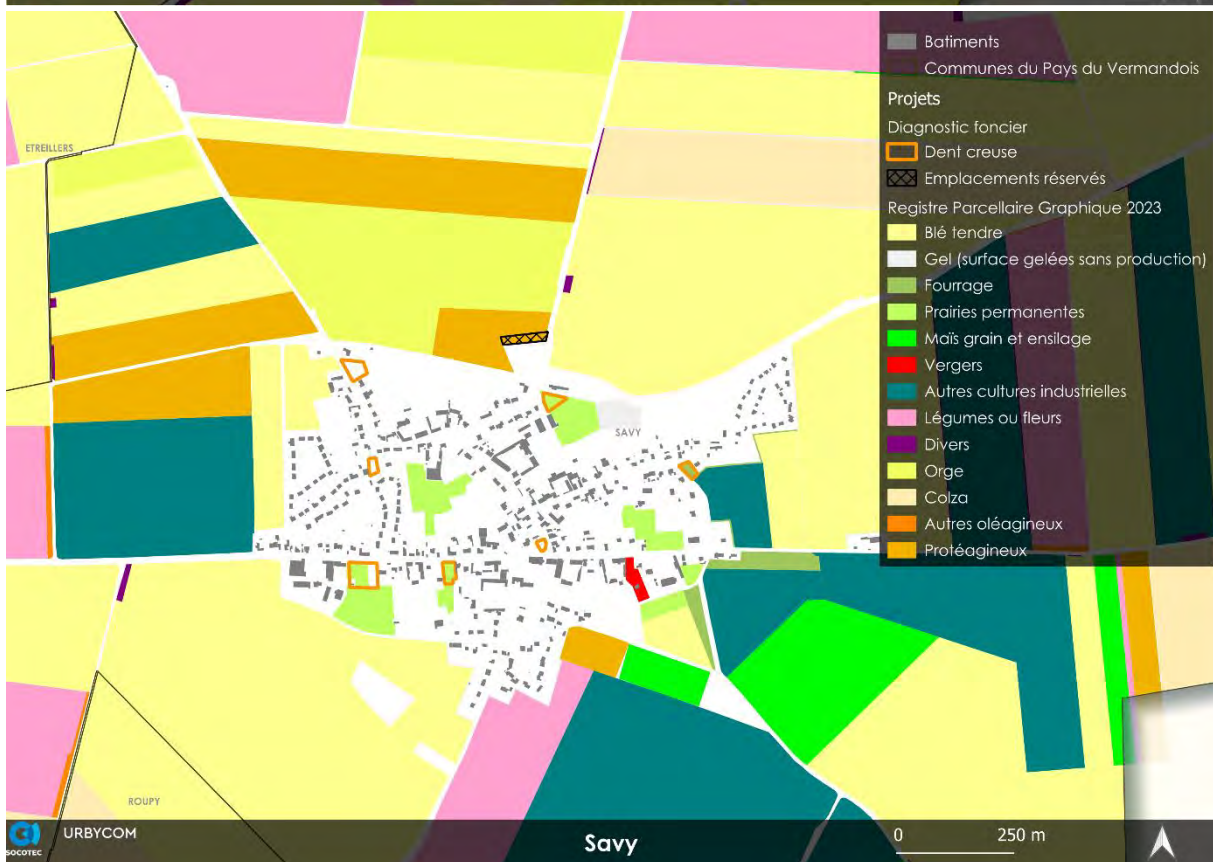 Batiments
Communes du Pays du Vermandois
Projets
Diagnostic foncier
Dent creuse
Emplacements réservés
Registre Parcellaire Graphique 2023
Blé tendre
Gel (surface gelées sans production)
Fourrage
Prairies permanentes
Maïs grain et ensilage
Vergers
Autres cultures industrielles
Légumes ou fleurs
Divers
Orge
Colza
Autres oléagineux
Protéagineux
ETREILLERS
SAVY
ROUPY
SOCOTEC
URBYCOM
Savy
0 250 m